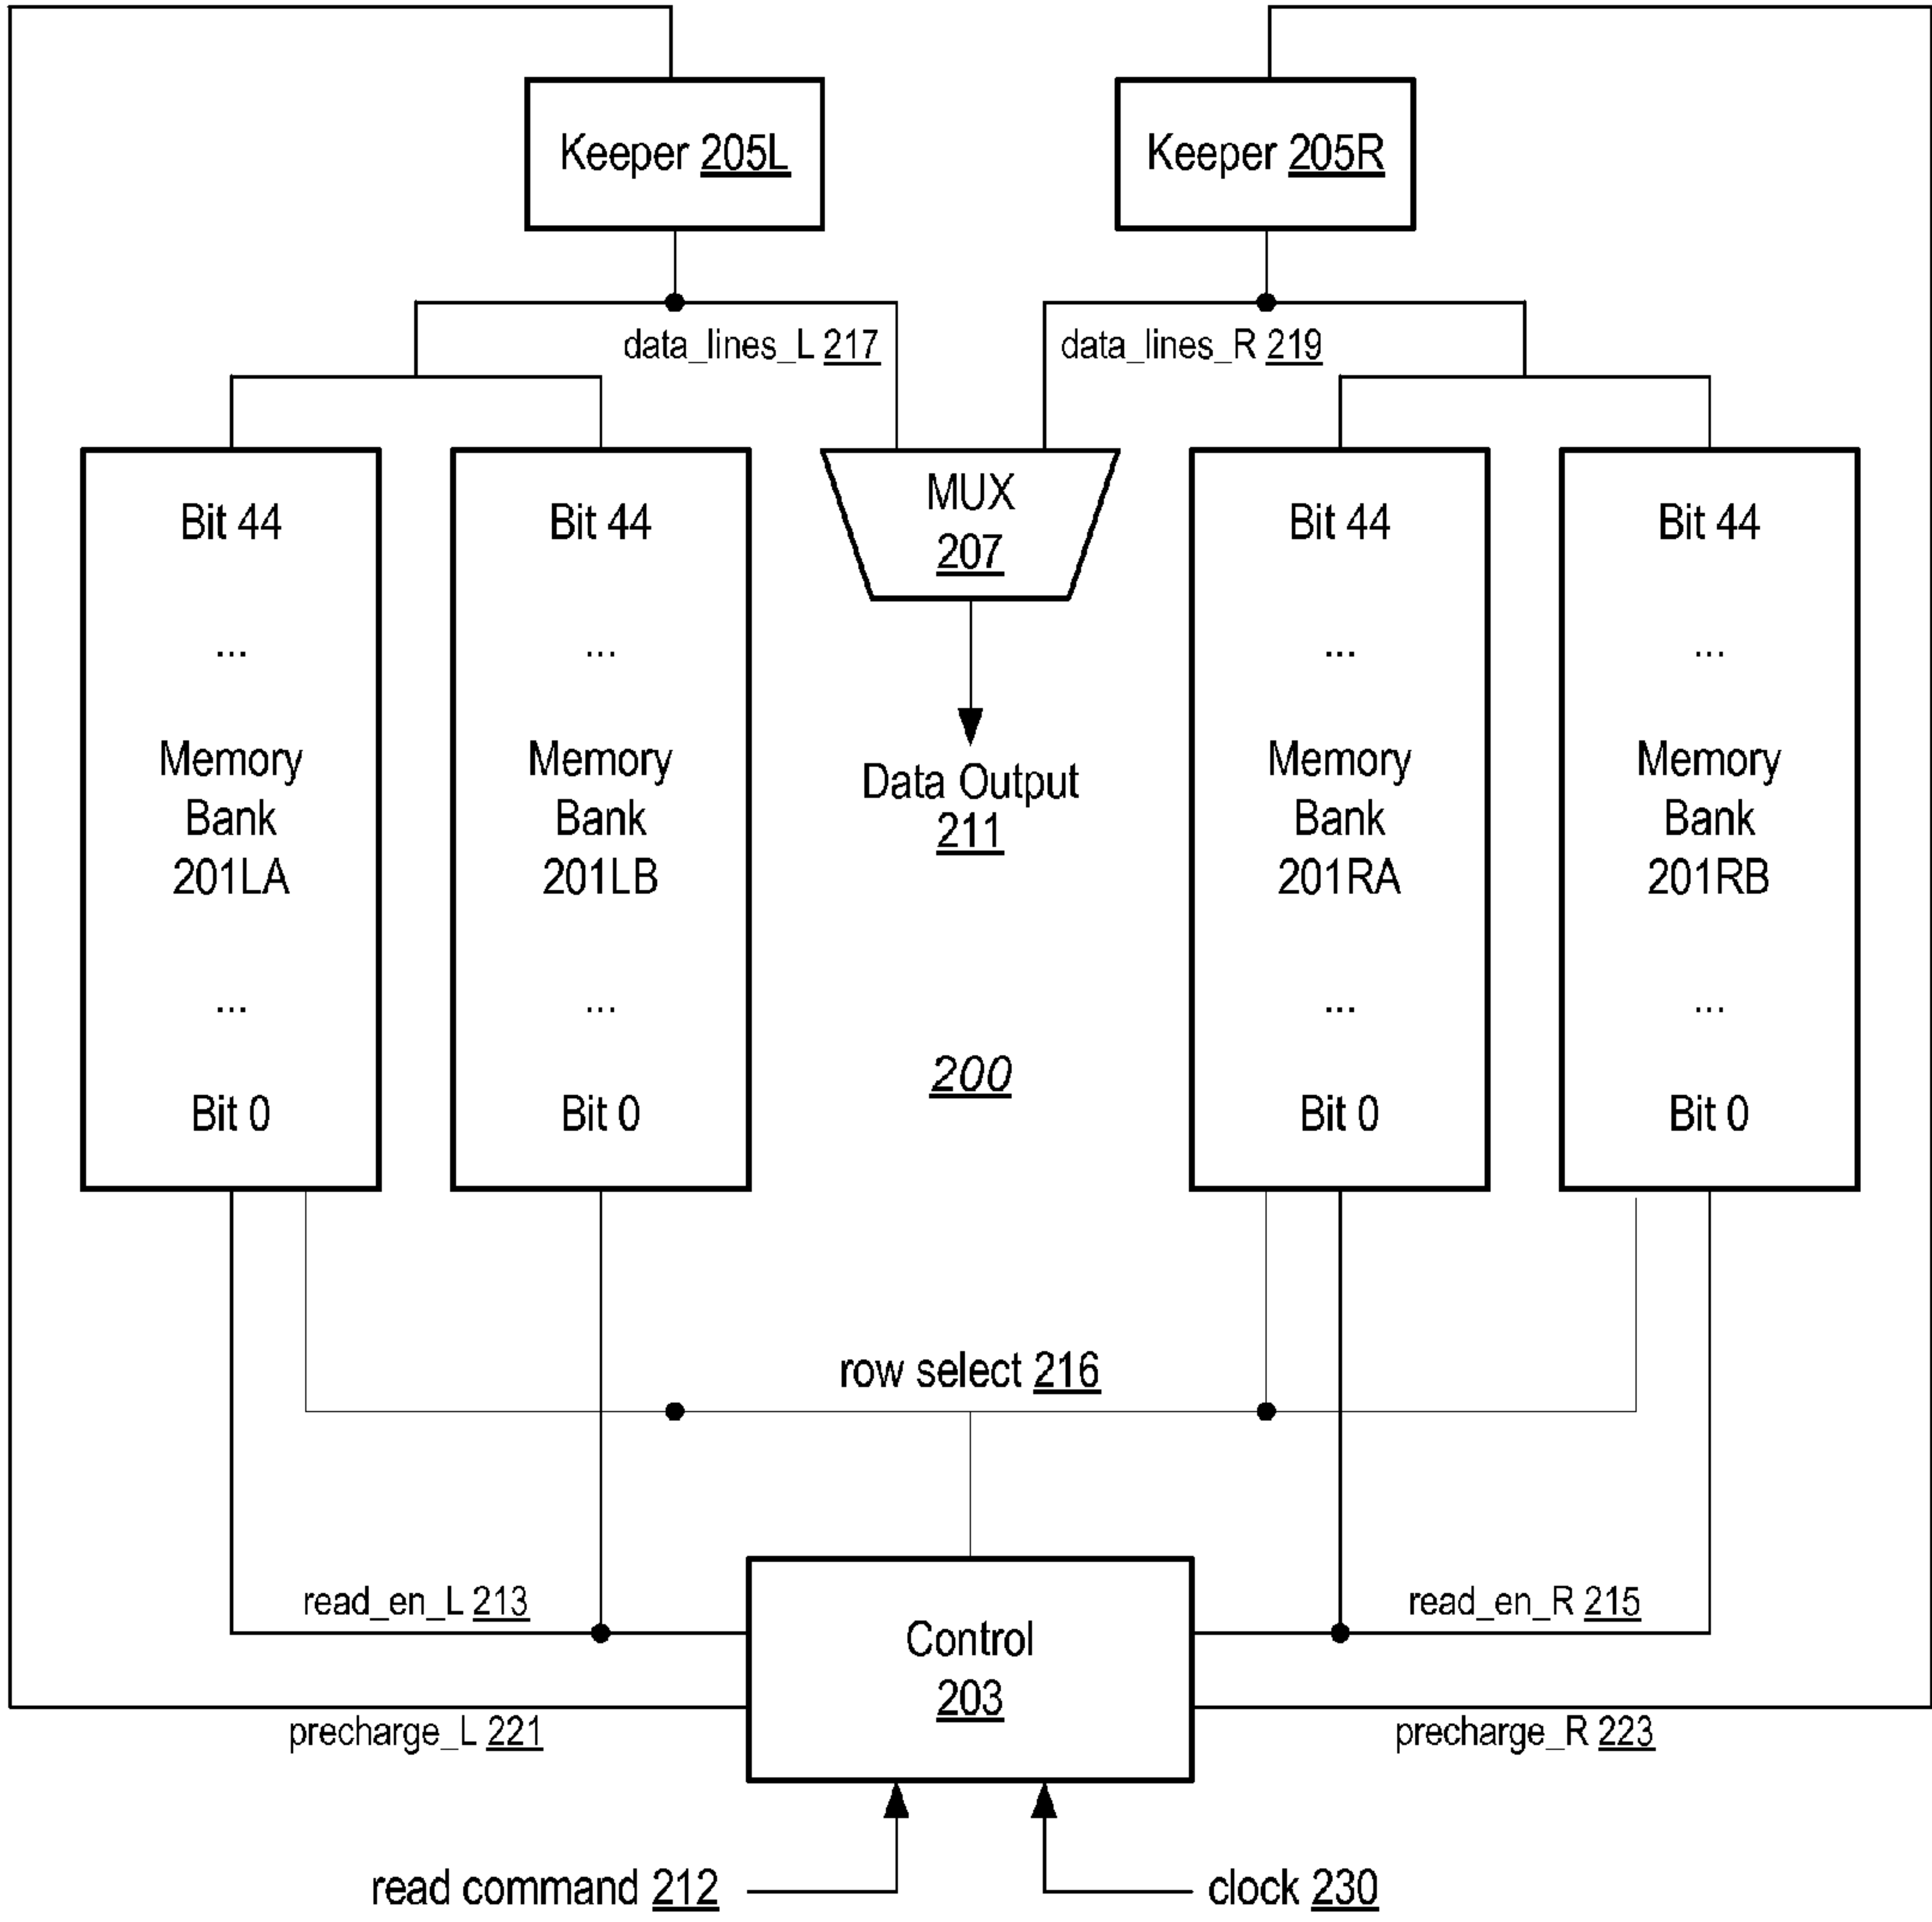 Keeper 205L
Keeper 205R
data_lines_L 217
data_lines_R 219
Bit 44
...
Memory
Bank
201LA
...
Bit 0
Bit 44
...
Memory
Bank
201LB
...
Bit 0
MUX
207
Data Output
211
200
Bit 44
...
Memory
Bank
201RA
...
Bit 0
Bit 44
...
Memory
Bank
201RB
...
Bit 0
row select 216
read_en_L 213
read_en_R 215
Control
203
precharge_L 221
precharge_R 223
read command 212
clock 230